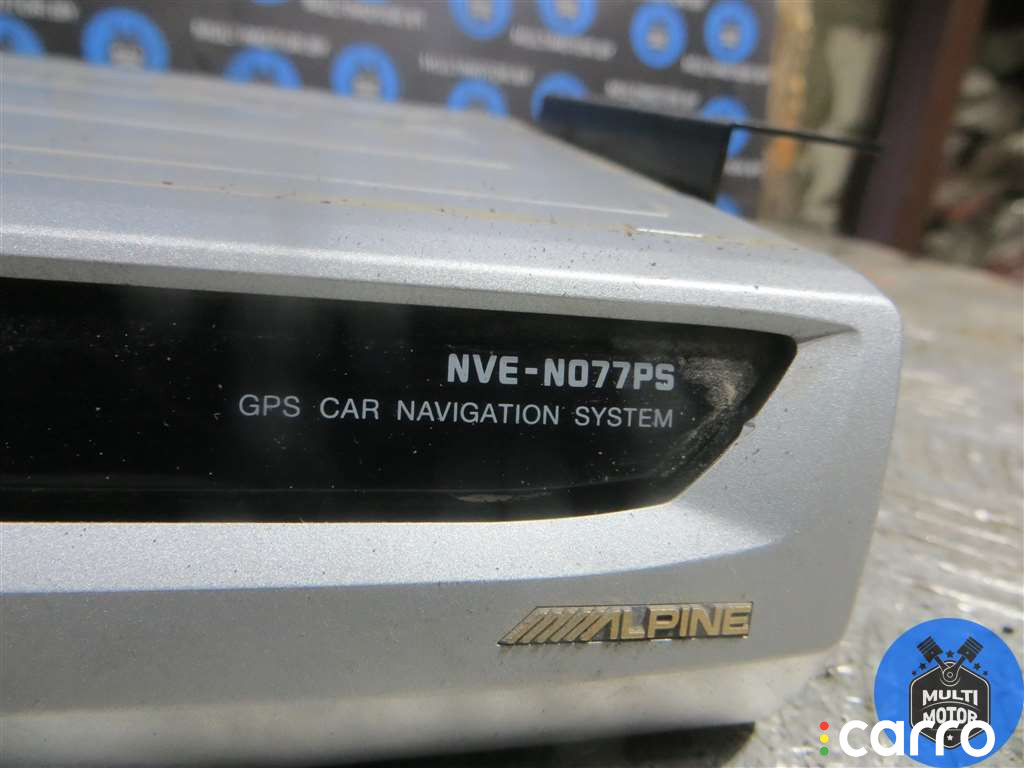 NVE-N077PS
GPS CAR NAVIGATION SYSTEM
ALPINE
MULTI
MOTOR
carro